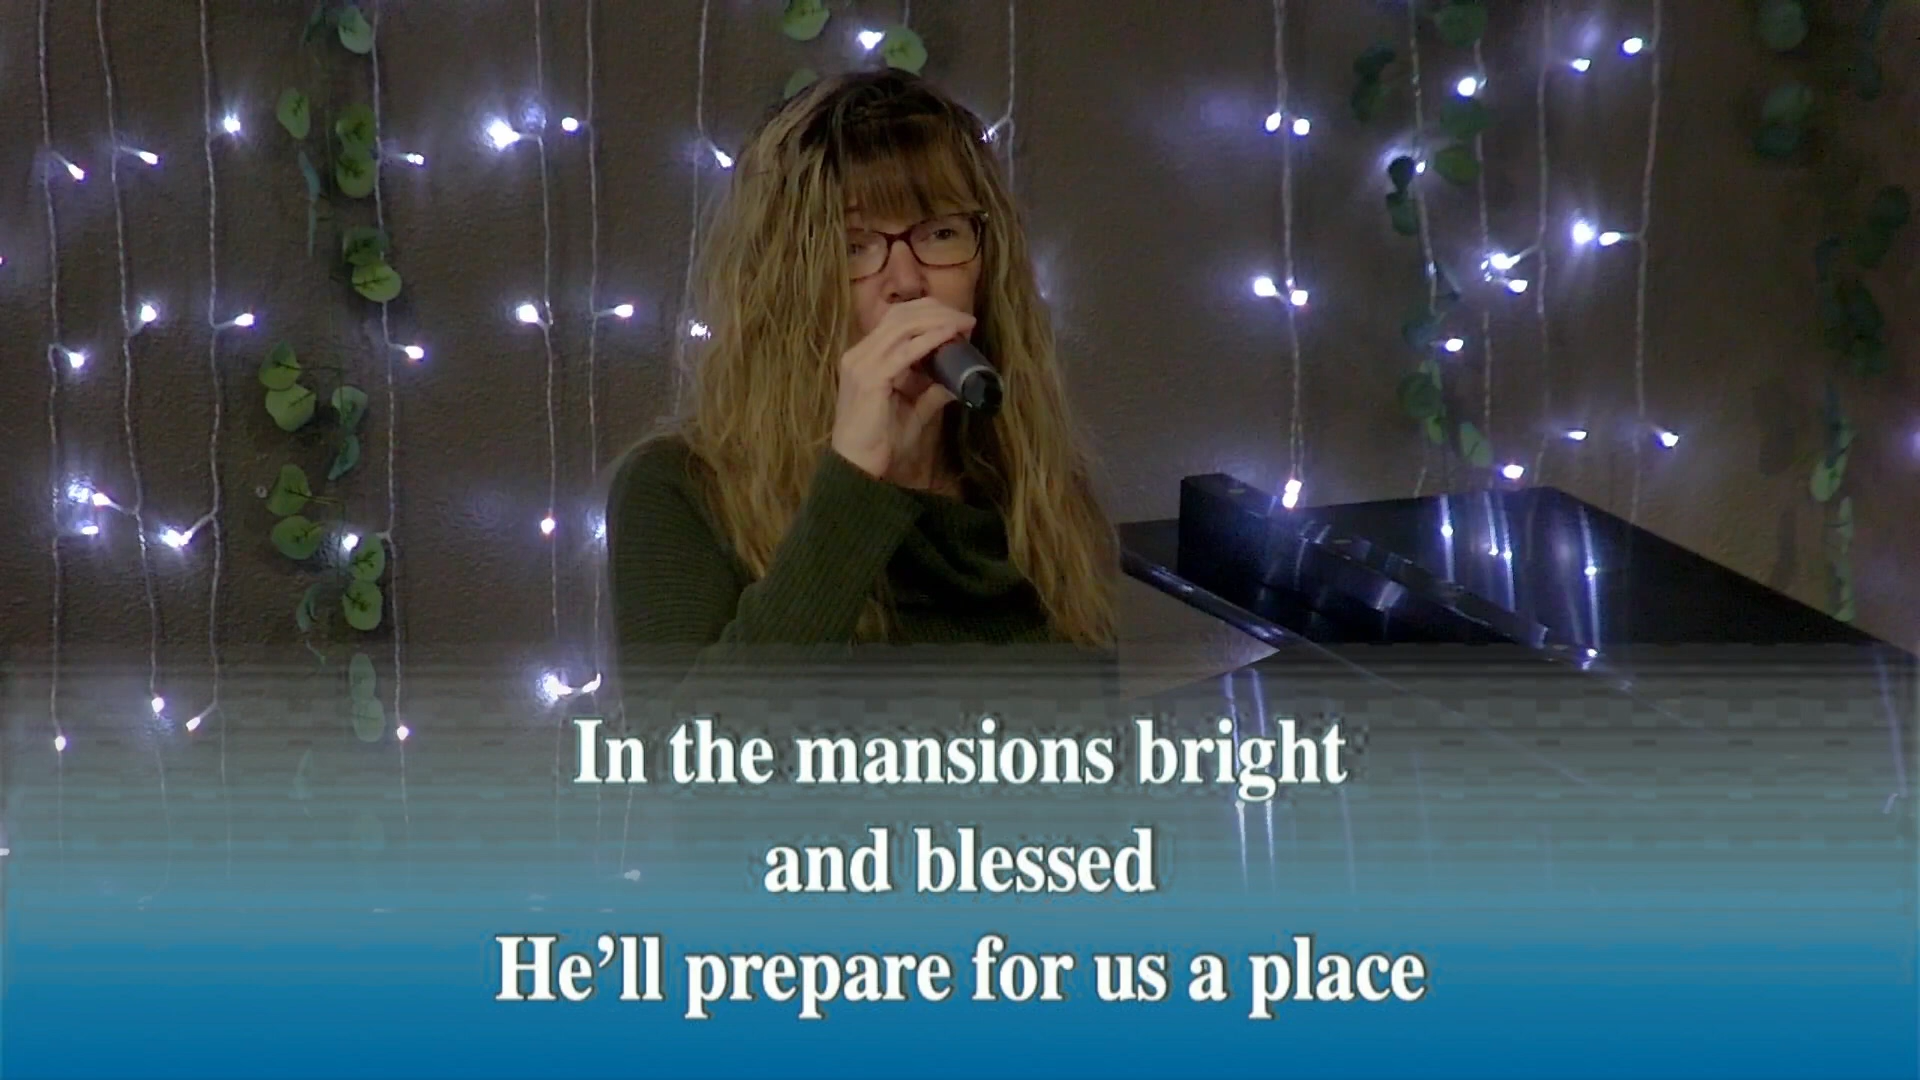 In the mansions bright
and blessed
He’ll prepare for us a place